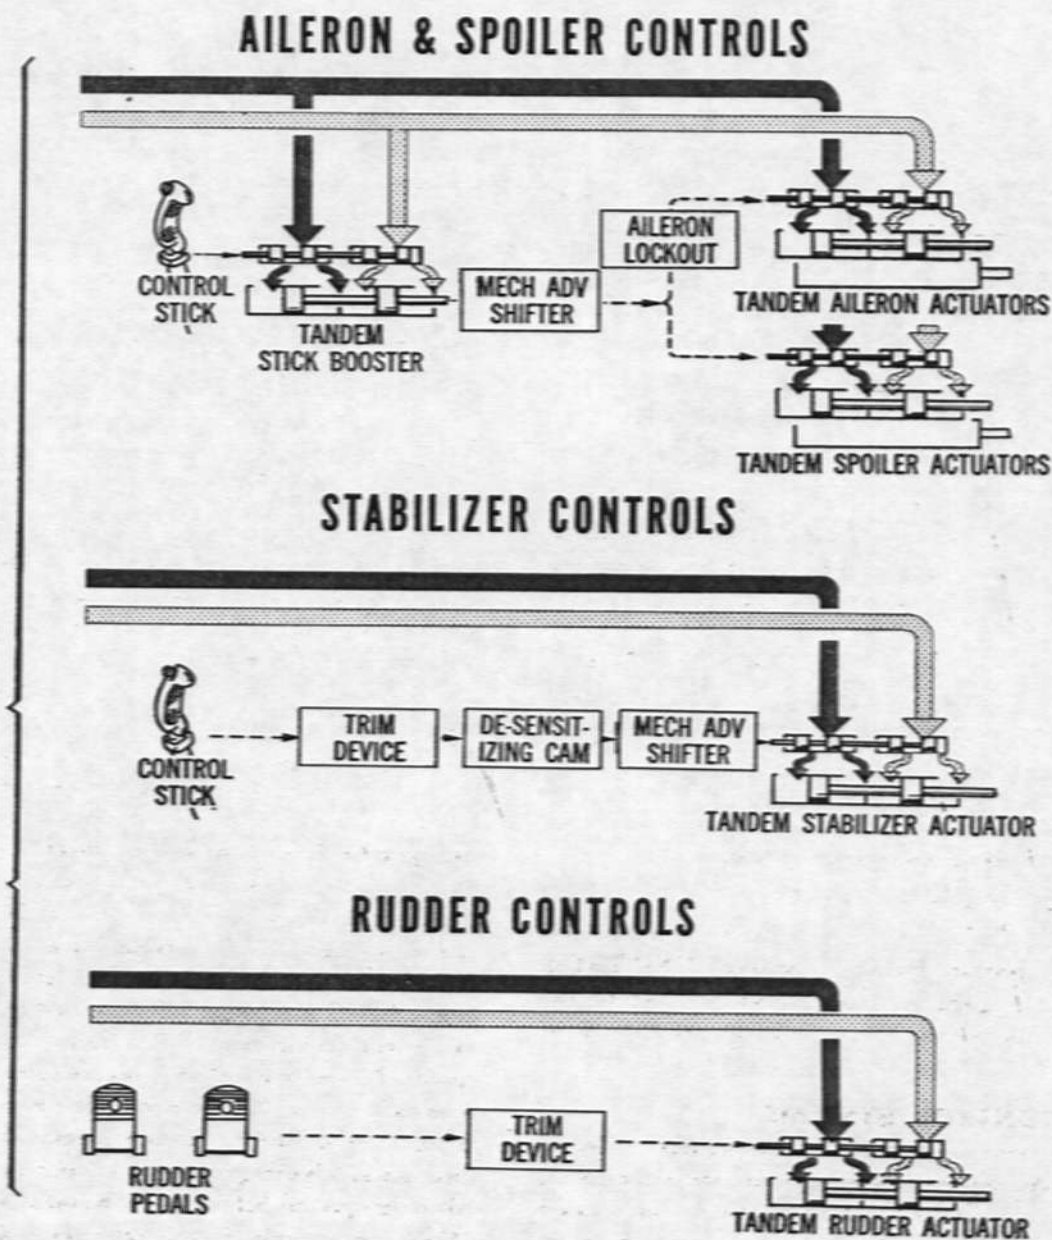 AILERON & SPOILER CONTROLS
CONTROL
STICK
TANDEM
STICK BOOSTER
MECH ADV
SHIFTER
AILERON
LOCKOUT
TANDEM AILERON ACTUATORS
TANDEM SPOILER ACTUATORS
STABILIZER CONTROLS
CONTROL
STICK
TRIM
DEVICE
DE-SENSIT-
IZING CAM
MECH ADV
SHIFTER
TANDEM STABILIZER ACTUATOR
RUDDER CONTROLS
RUDDER
PEDALS
TRIM
DEVICE
TANDEM RUDDER ACTUATOR